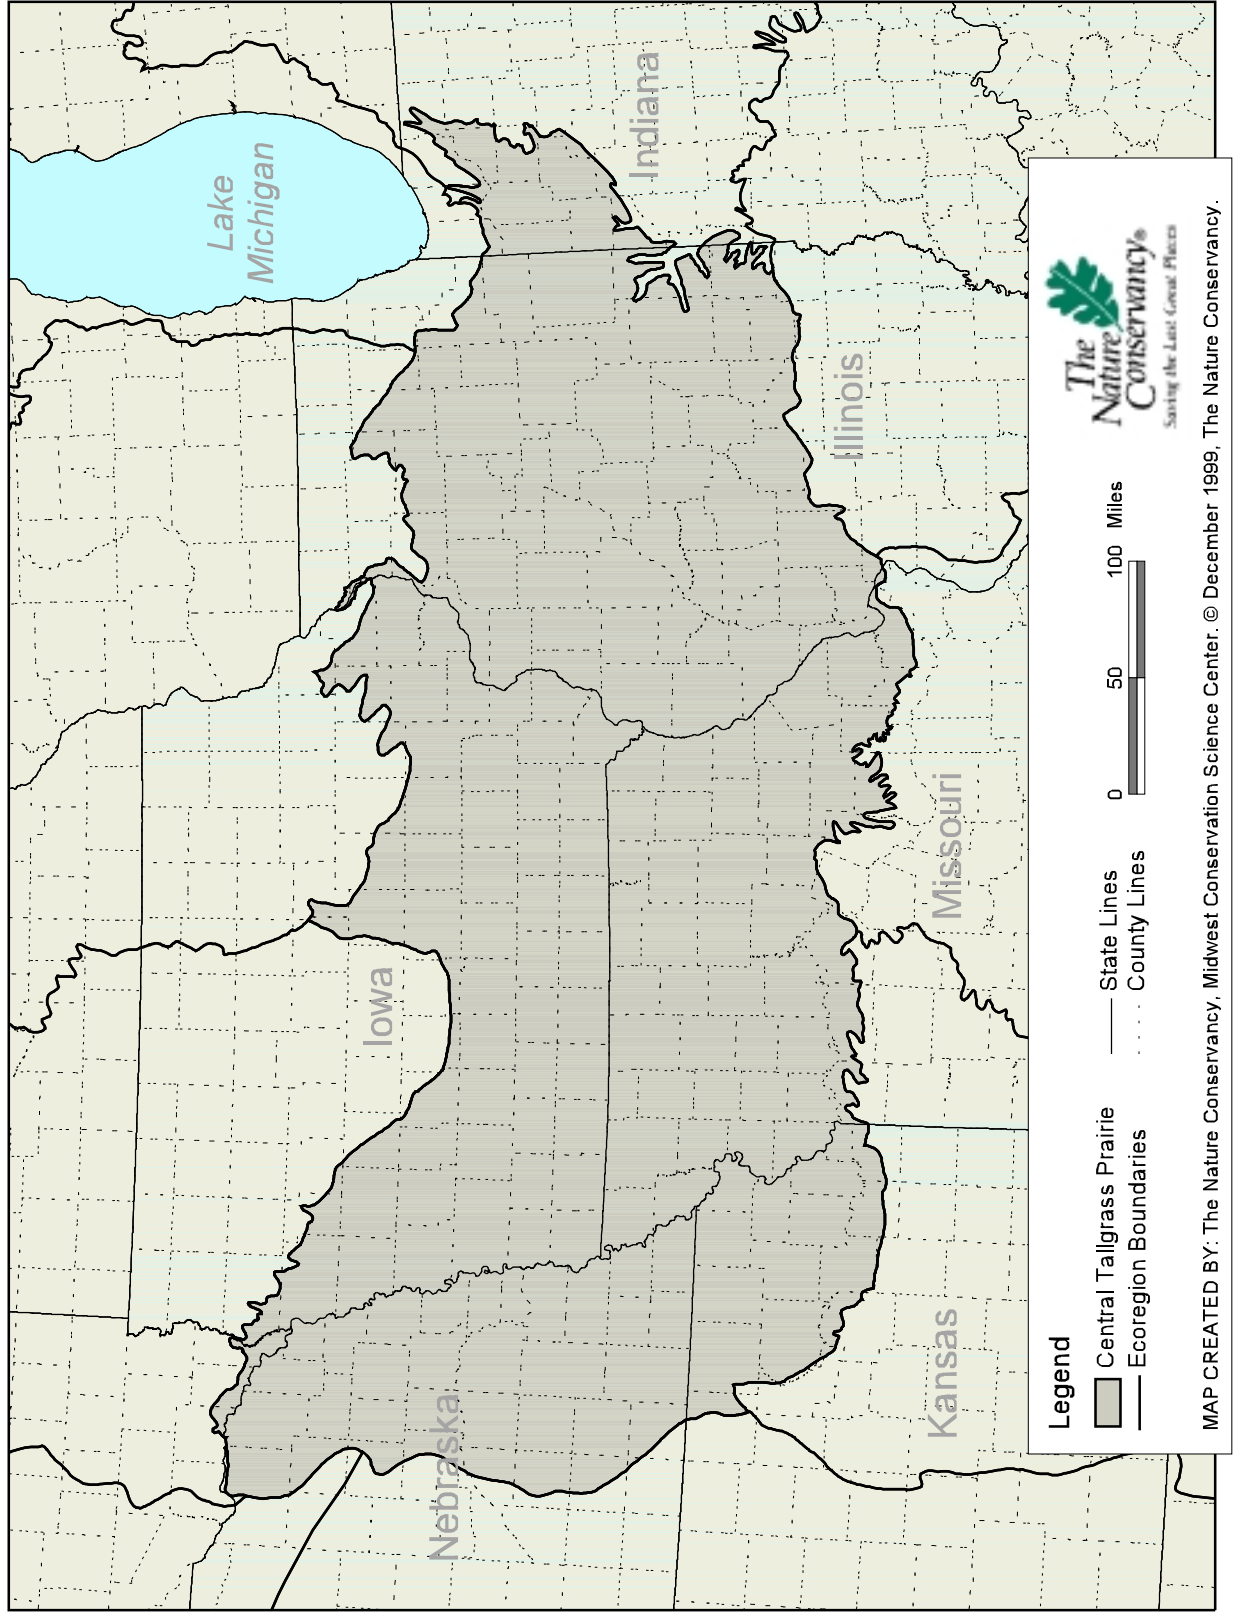 Lake
Michigan
Indiana
Illinois
Iowa
Missouri
Nebraska
Kansas
Legend
Central Tallgrass Prairie
Ecoregion Boundaries
State Lines
County Lines
0 50 100 Miles
The
Nature
Conservancy®
Saving the Last Great Places
MAP CREATED BY: The Nature Conservancy, Midwest Conservation Science Center. © December 1999, The Nature Conservancy.